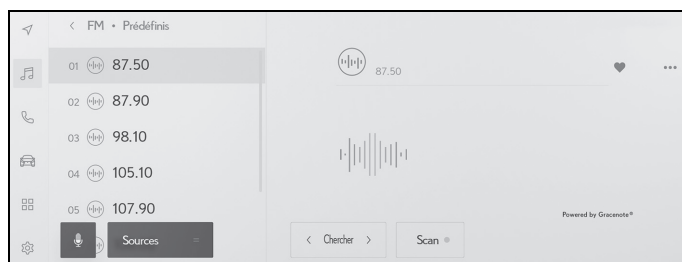 FM • Prédéfinis
01 87.50
02 87.90
03 98.10
04 105.10
05 107.90
Sources
87.50
Powered by Gracenote®
Chercher
Scan